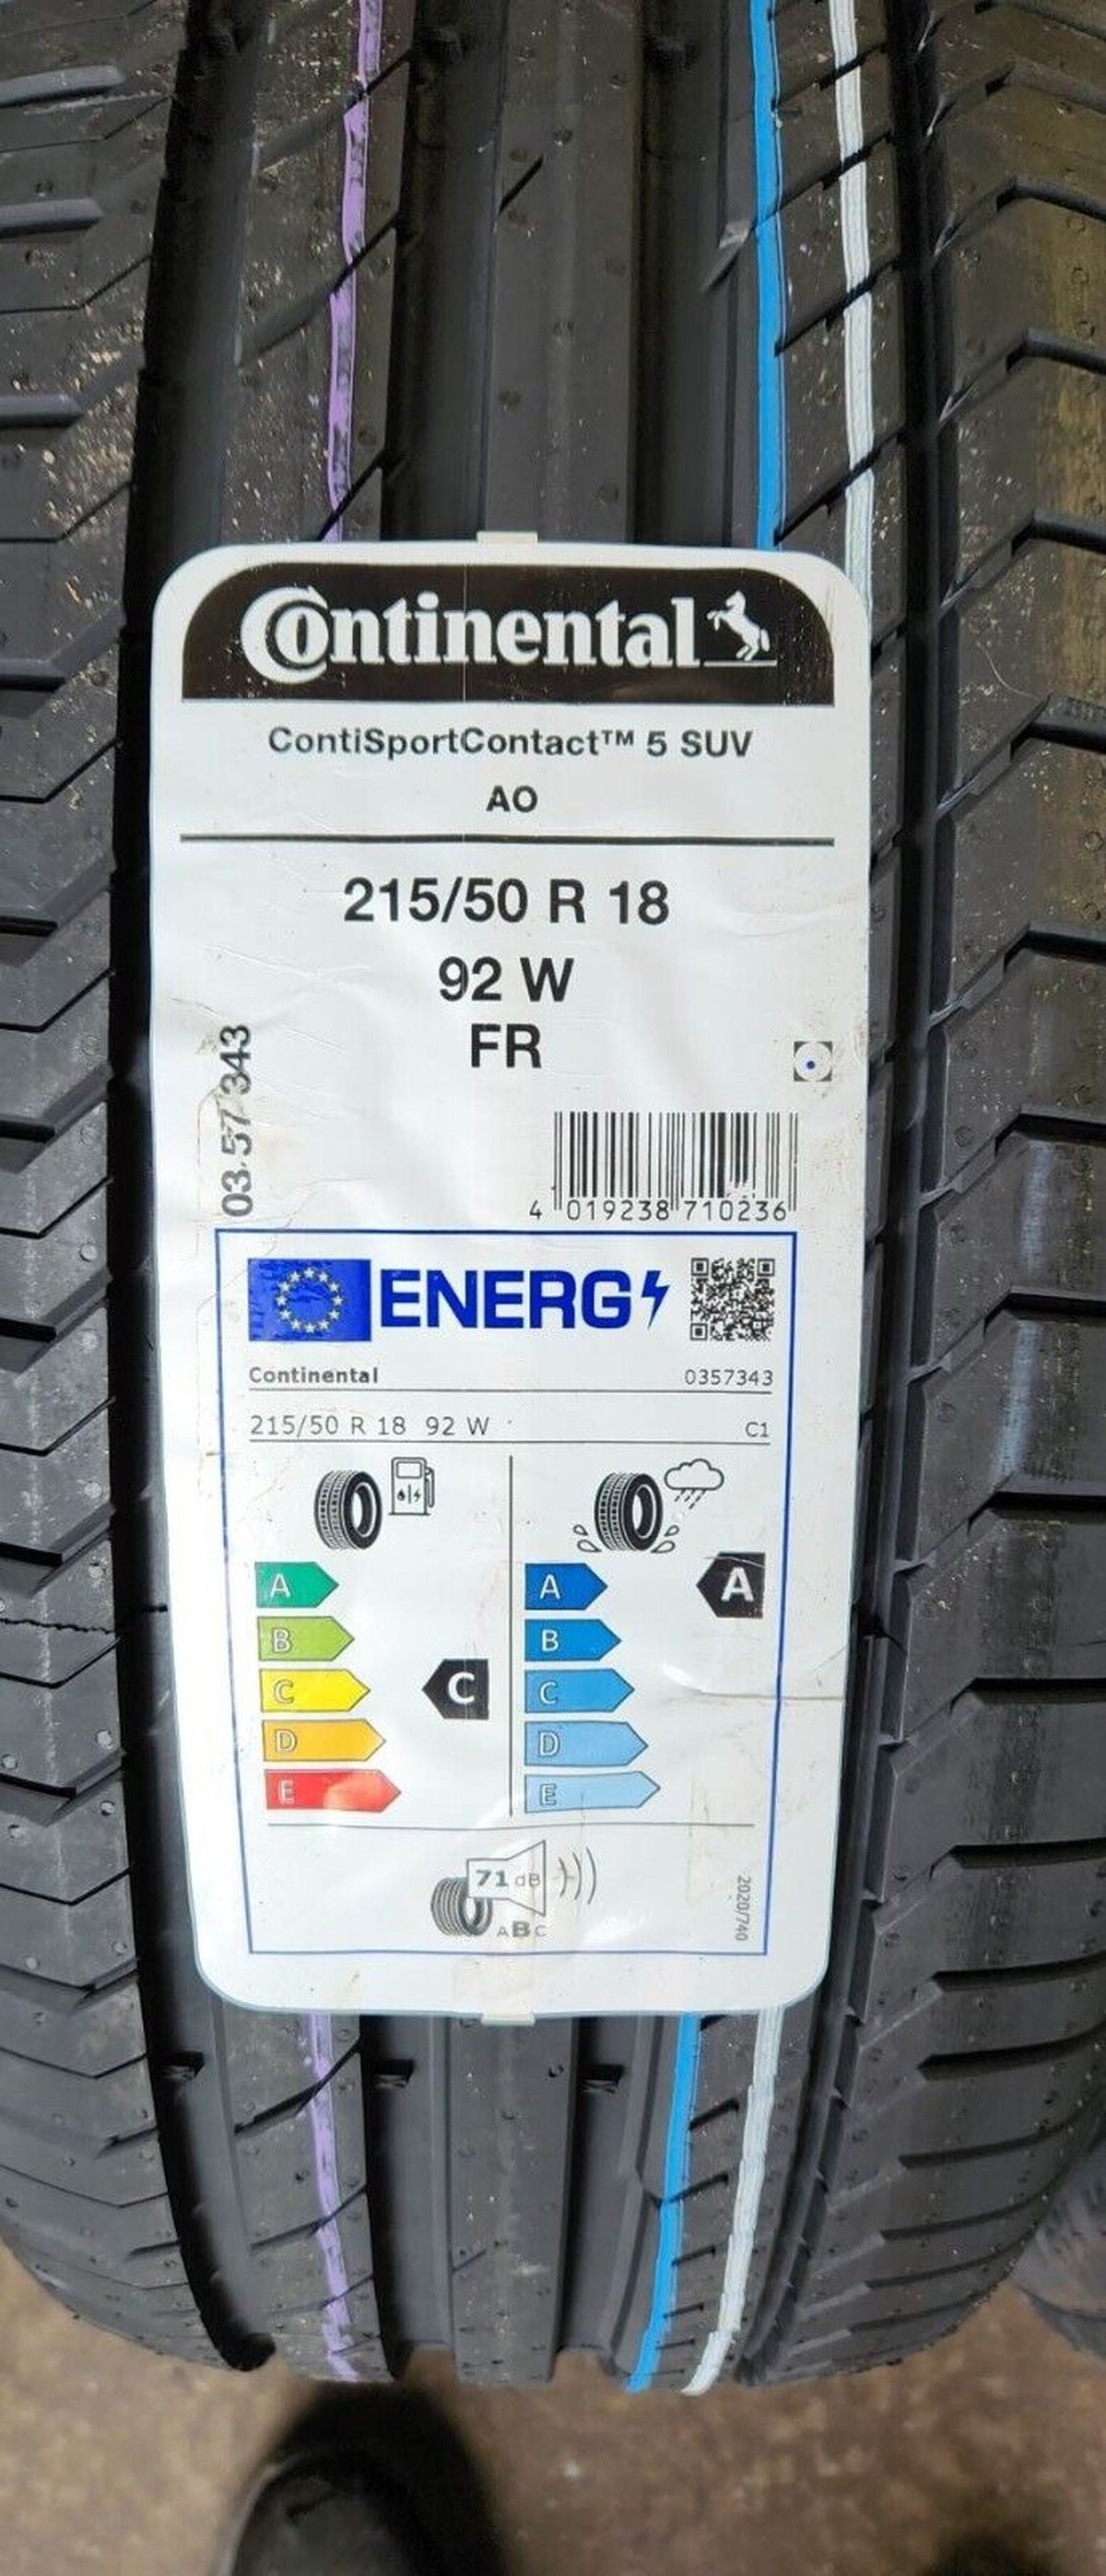 Continental
ContiSportContact™ 5 SUV
AO
215/50 R 18
92 W
FR
03.57 343
4 019238 710236
ENERG
Continental 0357343
215/50 R 18 92 W C1
A A A
B B
C C C
D D
E E
71 dB
ABC
2020/740